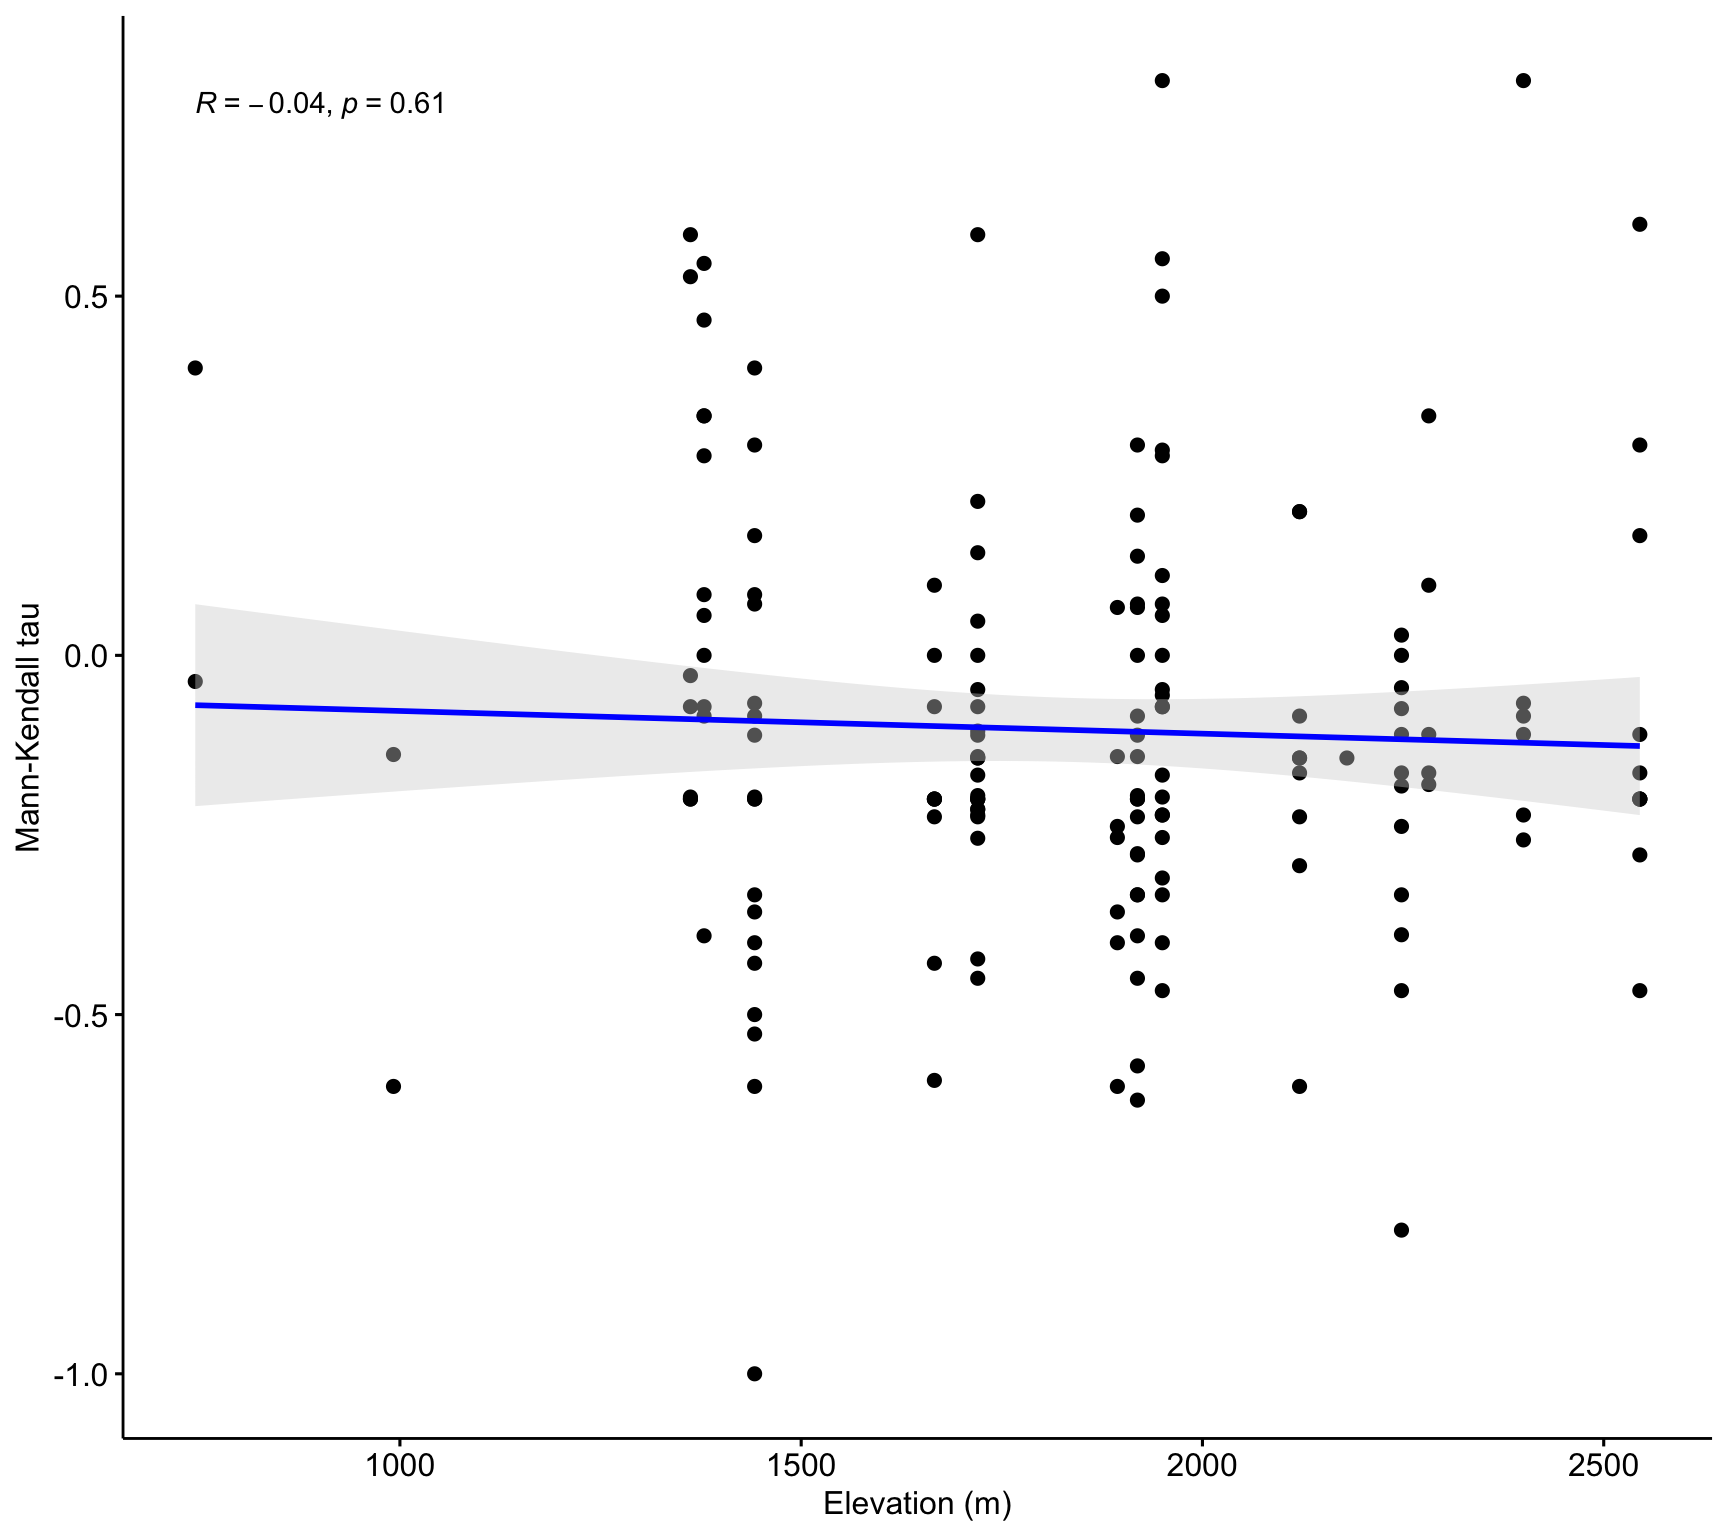 R = −0.04, p = 0.61
0.5
0.0
-0.5
-1.0
Mann-Kendall tau
1000 1500 2000 2500
Elevation (m)